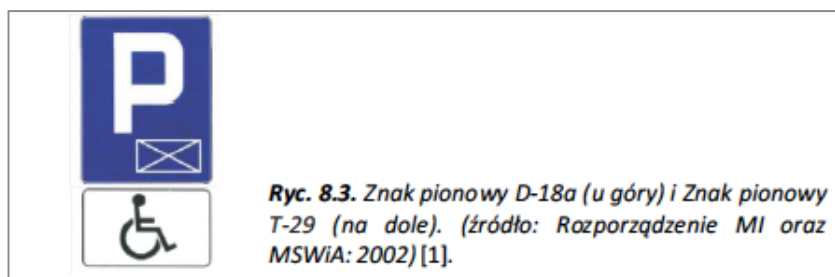 P
Ryc. 8.3. Znak pionowy D-18a (u góry) i Znak pionowy
T-29 (na dole). (źródło: Rozporządzenie MI oraz
MSWiA: 2002) [1].